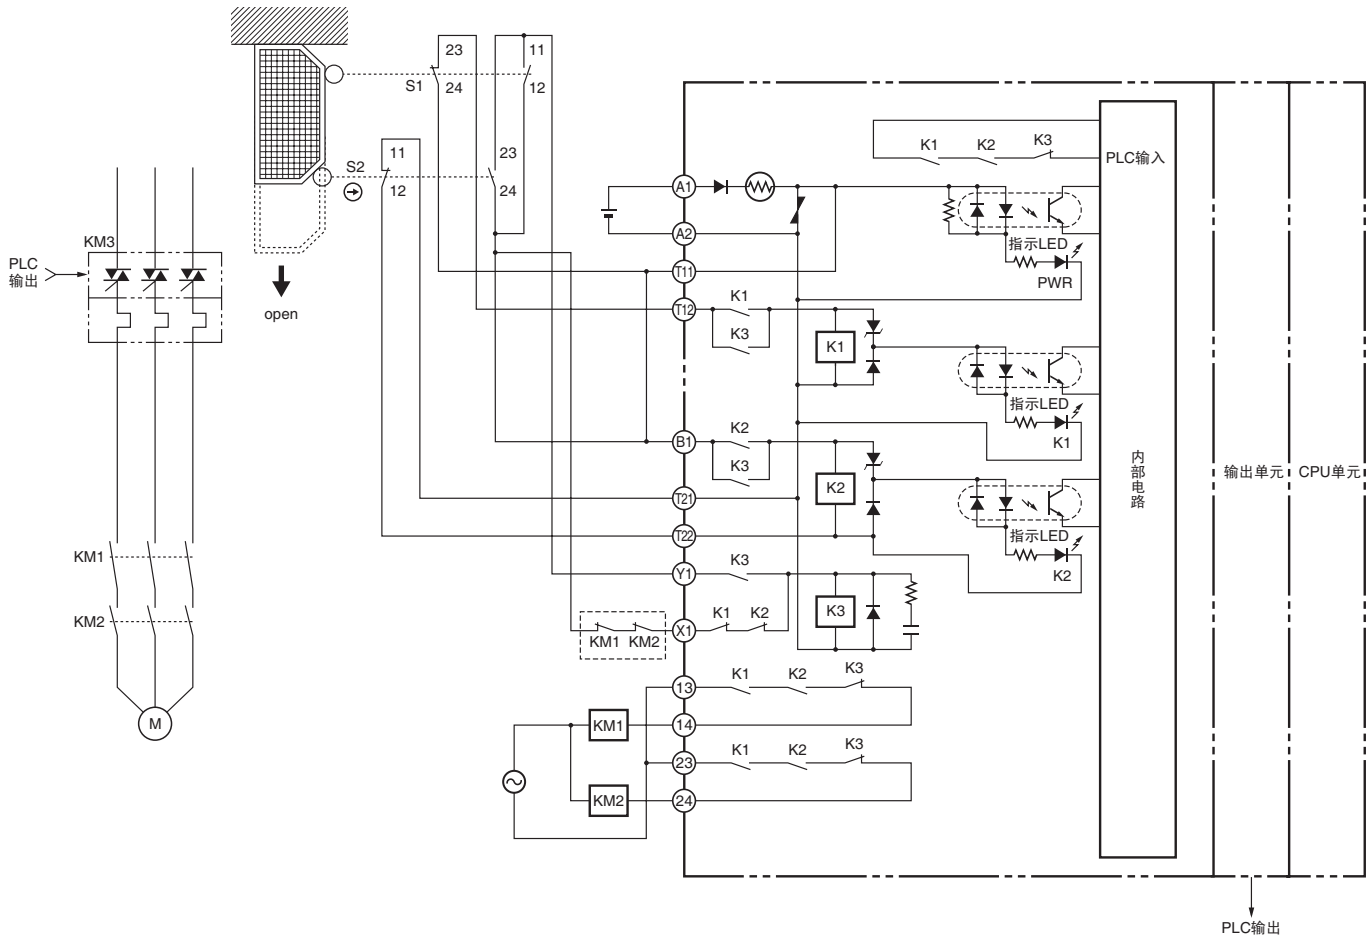 23
11
S1
24
12
11
23
S2
12
24
KM3
PLC
输出
open
KM1
KM2
M
A1
A2
T11
T12
B1
T21
T22
Y1
X1
13
14
23
24
KM1
KM2
KM1
KM2
K1
K2
K3
PLC输入
指示LED
PWR
K1
K3
K1
指示LED
K1
K2
K3
K2
指示LED
K2
K3
K3
K1
K2
K1
K2
K3
K1
K2
K3
内部电路
输出单元
CPU单元
PLC输出